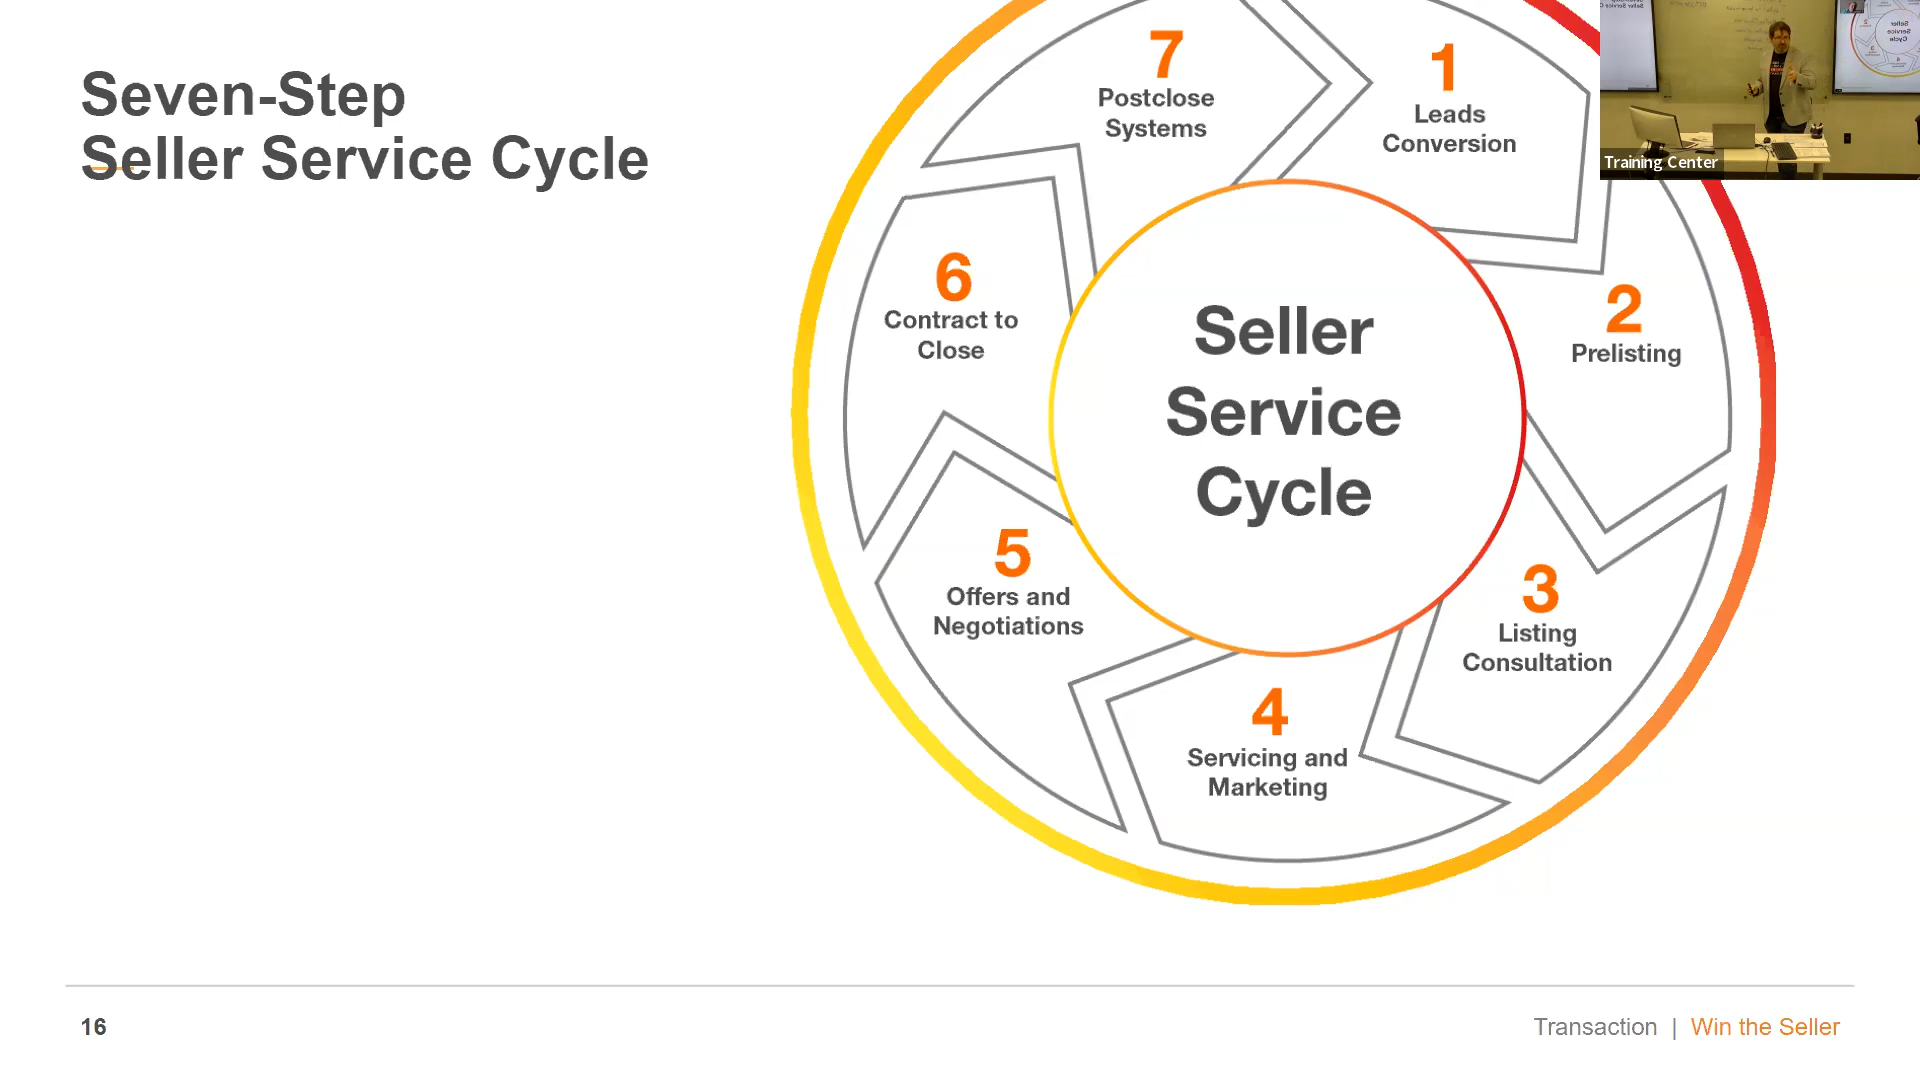 Seven-Step
Seller Service Cycle
7
Postclose
Systems
1
Leads
Conversion
2
Prelisting
3
Listing
Consultation
4
Servicing and
Marketing
5
Offers and
Negotiations
6
Contract to
Close
Seller
Service
Cycle
Training Center
16
Transaction | Win the Seller